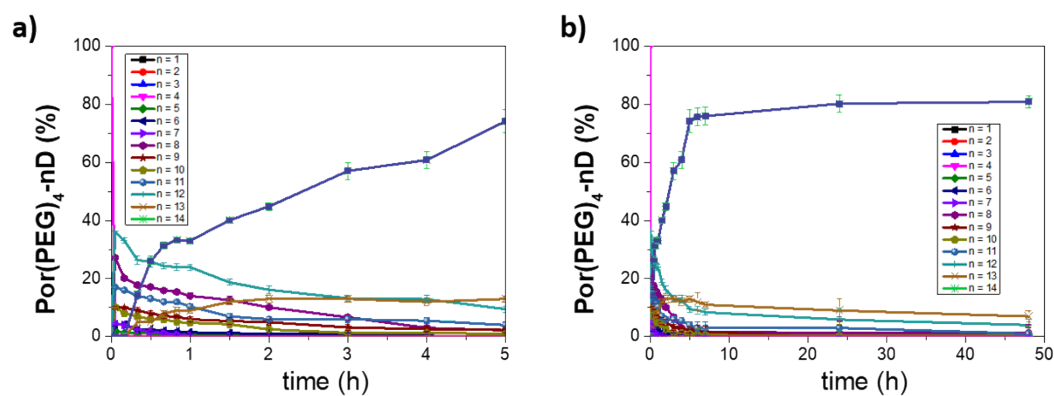 a)
Por(PEG)4-nD (%)
100
80
60
40
20
0
n = 1
n = 2
n = 3
n = 4
n = 5
n = 6
n = 7
n = 8
n = 9
n = 10
n = 11
n = 12
n = 13
n = 14
0 1 2 3 4 5
time (h)
b)
Por(PEG)4-nD (%)
100
80
60
40
20
0
n = 1
n = 2
n = 3
n = 4
n = 5
n = 6
n = 7
n = 8
n = 9
n = 10
n = 11
n = 12
n = 13
n = 14
0 10 20 30 40 50
time (h)